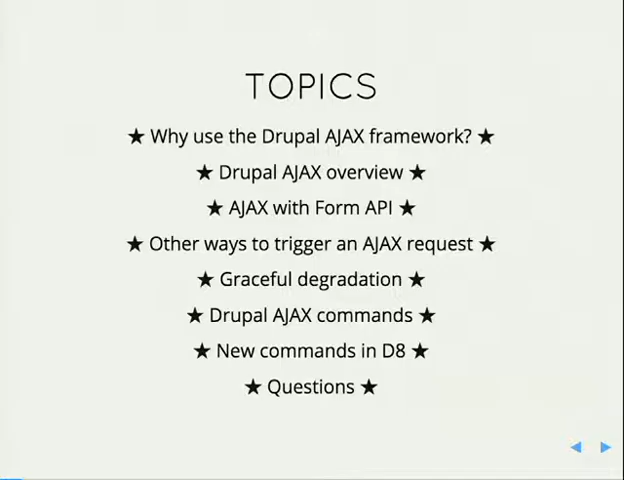 TOPICS
★ Why use the Drupal AJAX framework? ★
★ Drupal AJAX overview ★
★ AJAX with Form API ★
★ Other ways to trigger an AJAX request ★
★ Graceful degradation ★
★ Drupal AJAX commands ★
★ New commands in D8 ★
★ Questions ★